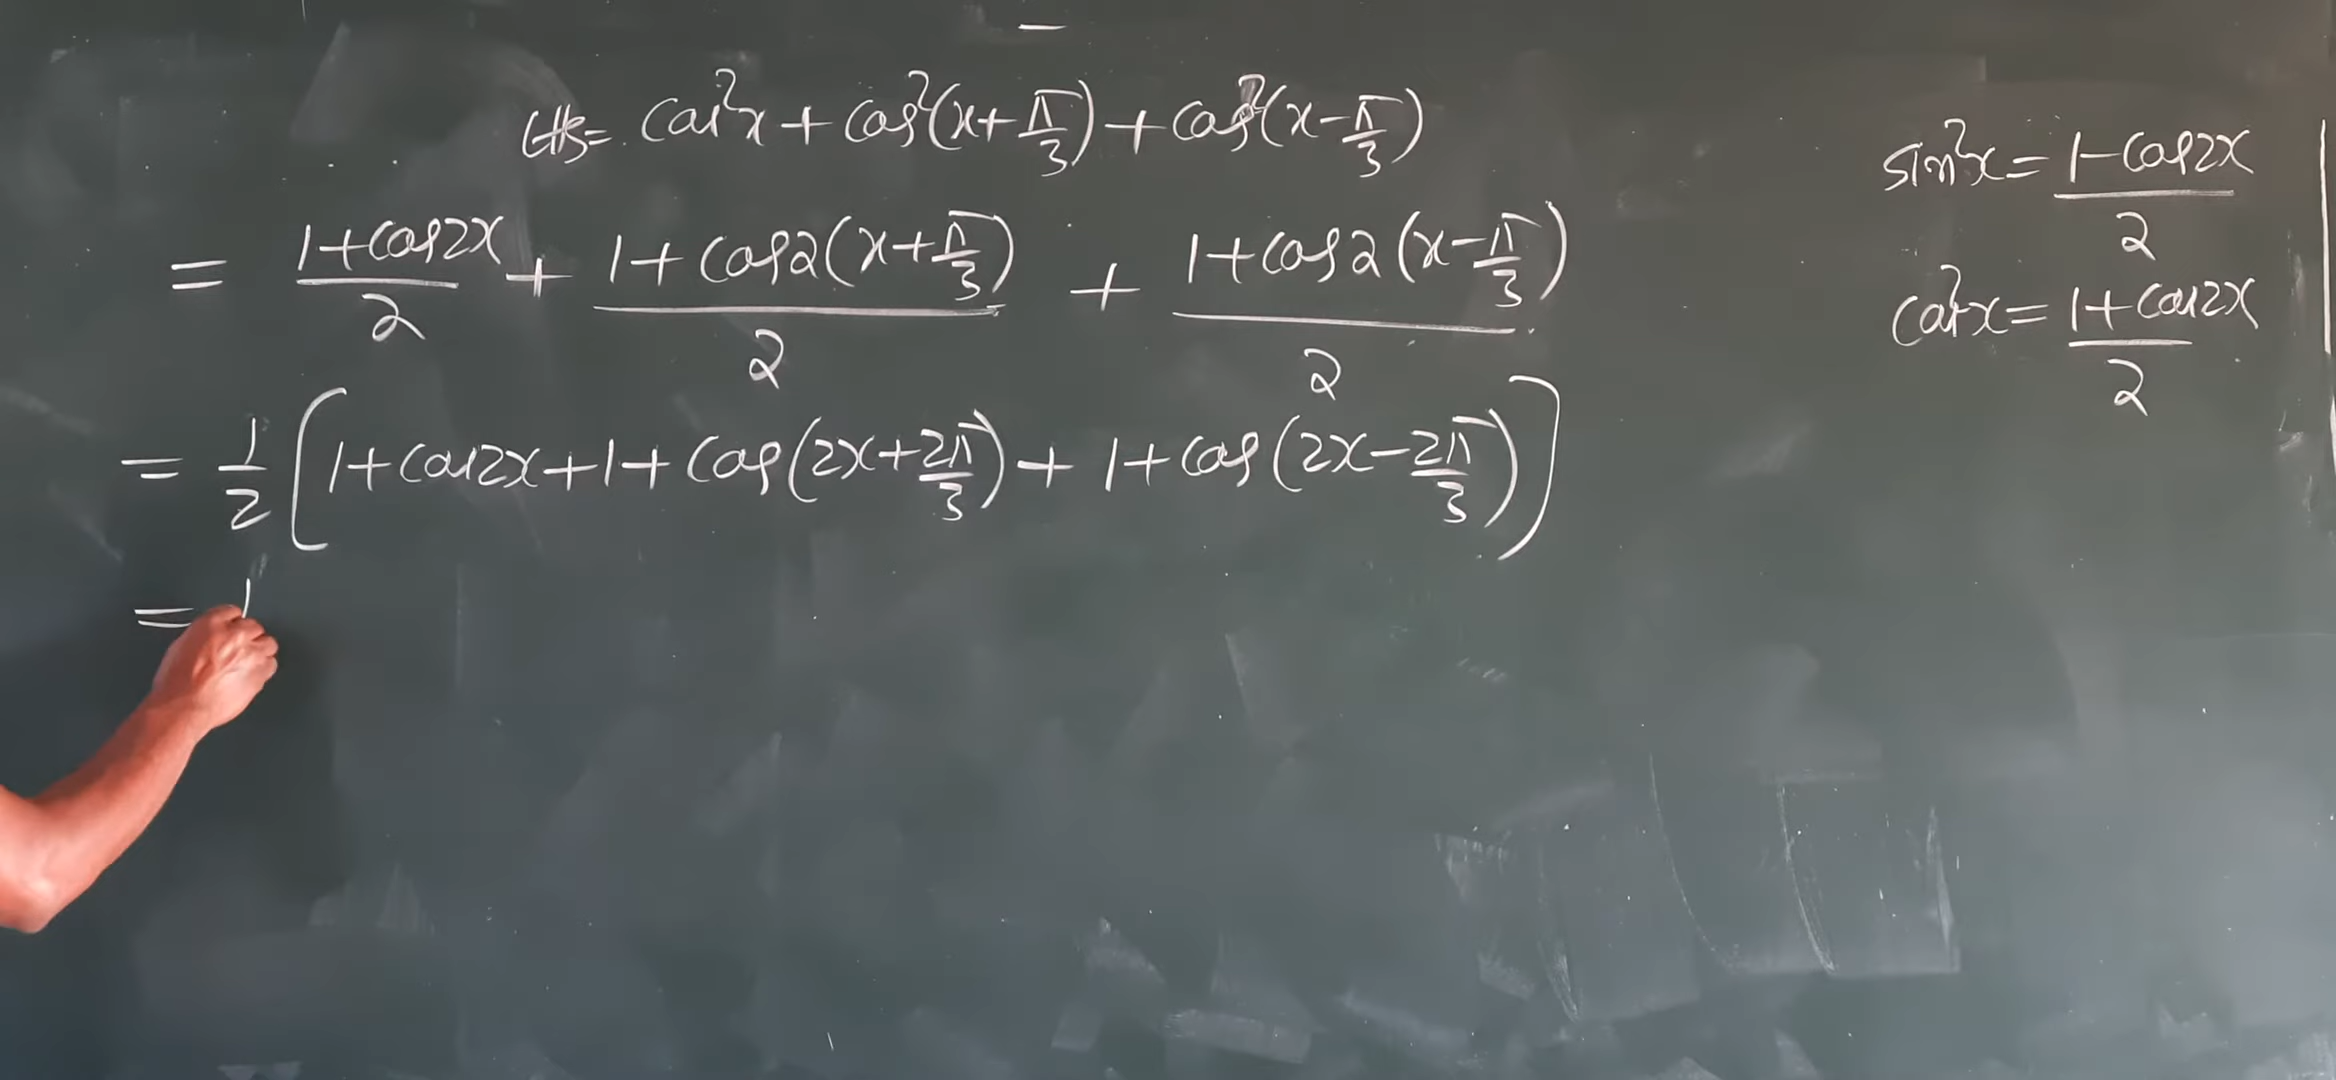 LHS = cos²x + cos²(x+π/3) + cos²(x-π/3)
= (1+cos2x)/2 + (1+cos2(x+π/3))/2 + (1+cos2(x-π/3))/2
= 1/2 [1+cos2x+1+cos(2x+2π/3)+1+cos(2x-2π/3)]
= 1
sin²x = (1-cos2x)/2
cos²x = (1+cos2x)/2